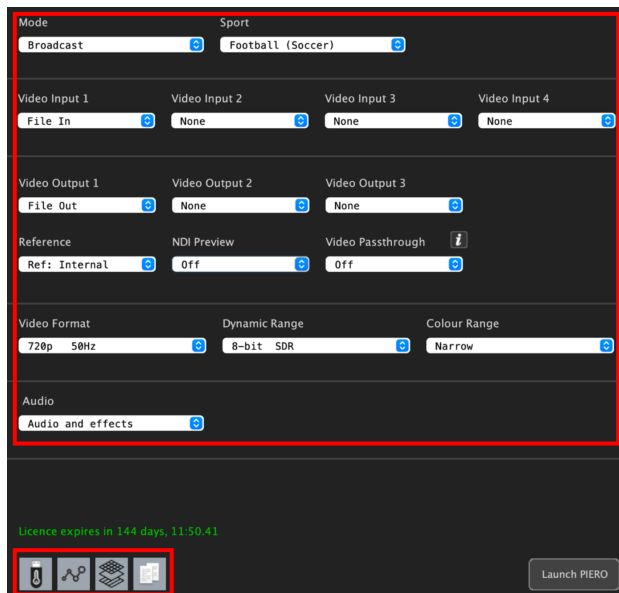 Mode Sport
Broadcast Football (Soccer)
Video Input 1 Video Input 2 Video Input 3 Video Input 4
File In None None None
Video Output 1 Video Output 2 Video Output 3
File Out None None
Reference NDI Preview Video Passthrough i
Ref: Internal Off Off
Video Format Dynamic Range Colour Range
720p 50Hz 8-bit SDR Narrow
Audio
Audio and effects
Licence expires in 144 days, 11:50.41
Launch PIERO